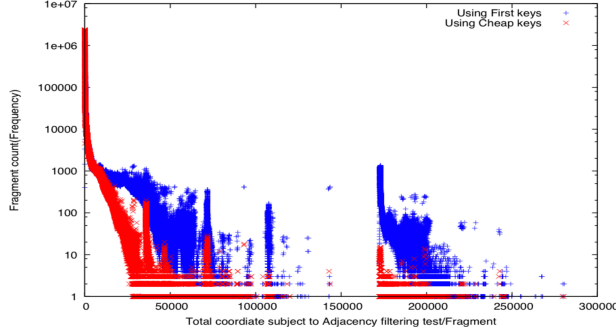 1e+07
Using First keys
Using Cheap keys
1e+06
100000
10000
1000
100
10
1
Fragment count(Frequency)
0 50000 100000 150000 200000 250000 300000
Total coordiate subject to Adjacency filtering test/Fragment